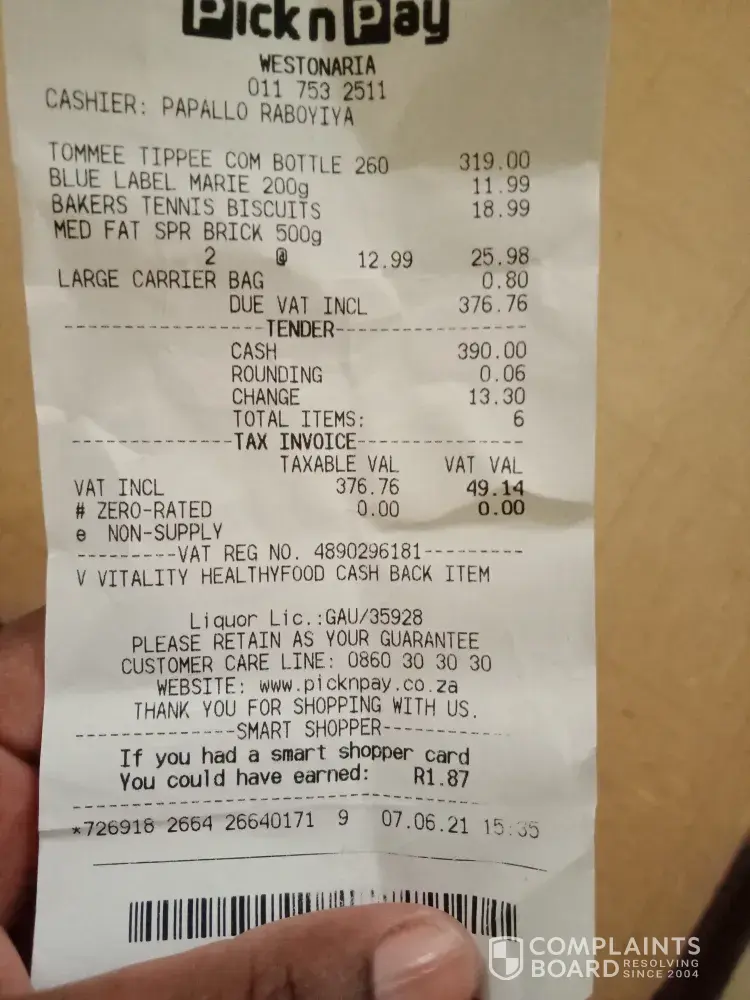 Pick n Pay
WESTONARIA
011 753 2511
CASHIER: PAPALLO RABOYIYA
TOMMEE TIPPEE COM BOTTLE 260 319.00
BLUE LABEL MARIE 200g 11.99
BAKERS TENNIS BISCUITS 18.99
MED FAT SPR BRICK 500g
2 @ 12.99 25.98
LARGE CARRIER BAG 0.80
DUE VAT INCL 376.76
------------------TENDER------------------
CASH 390.00
ROUNDING 0.06
CHANGE 13.30
TOTAL ITEMS: 6
--------------TAX INVOICE---------------
TAXABLE VAL VAT VAL
VAT INCL 376.76 49.14
# ZERO-RATED 0.00 0.00
e NON-SUPPLY
---------VAT REG NO. 4890296181---------
V VITALITY HEALTHYFOOD CASH BACK ITEM
Liquor Lic.:GAU/35928
PLEASE RETAIN AS YOUR GUARANTEE
CUSTOMER CARE LINE: 0860 30 30 30
WEBSITE: www.picknpay.co.za
THANK YOU FOR SHOPPING WITH US.
--------------SMART SHOPPER-------------
If you had a smart shopper card
You could have earned: R1.87
*726918 2664 26640171 9 07.06.21 15:35
COMPLAINTS
BOARD RESOLVING
SINCE 2004